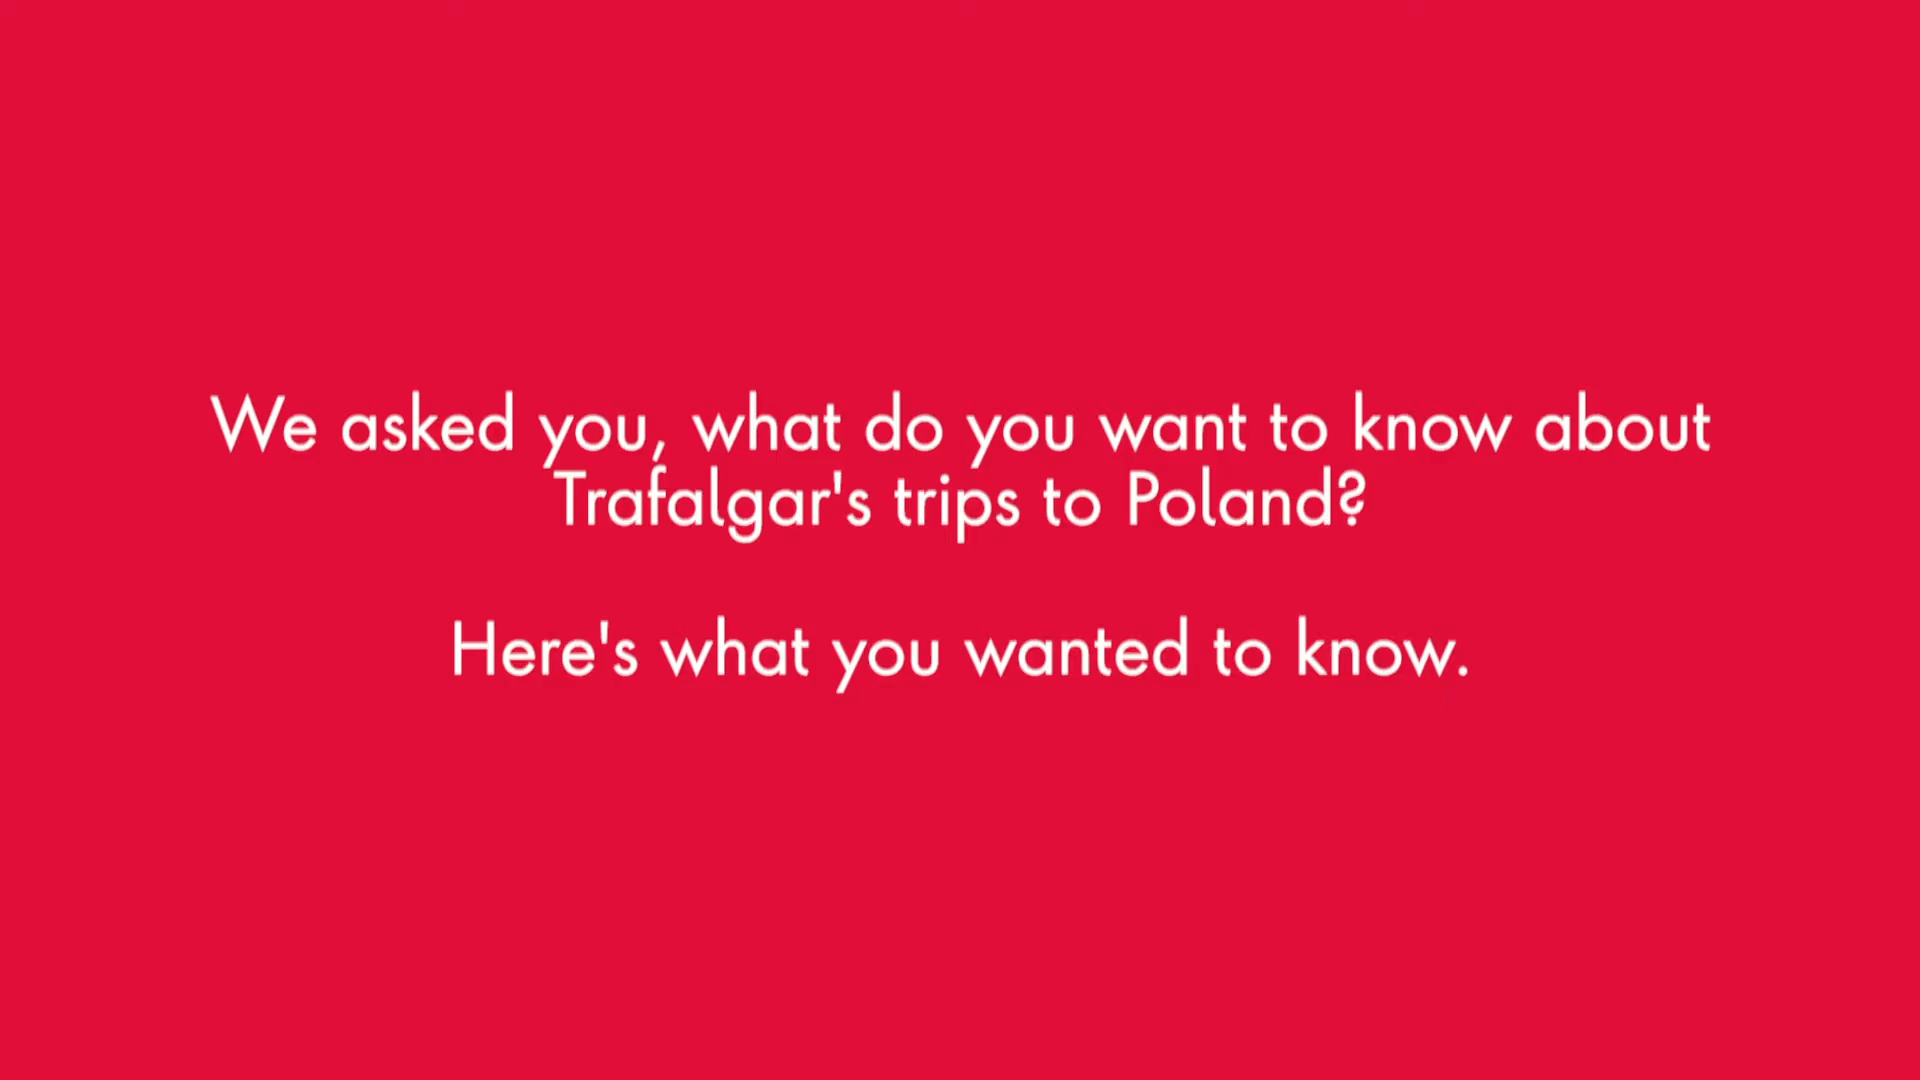 We asked you, what do you want to know about
Trafalgar's trips to Poland?
Here's what you wanted to know.